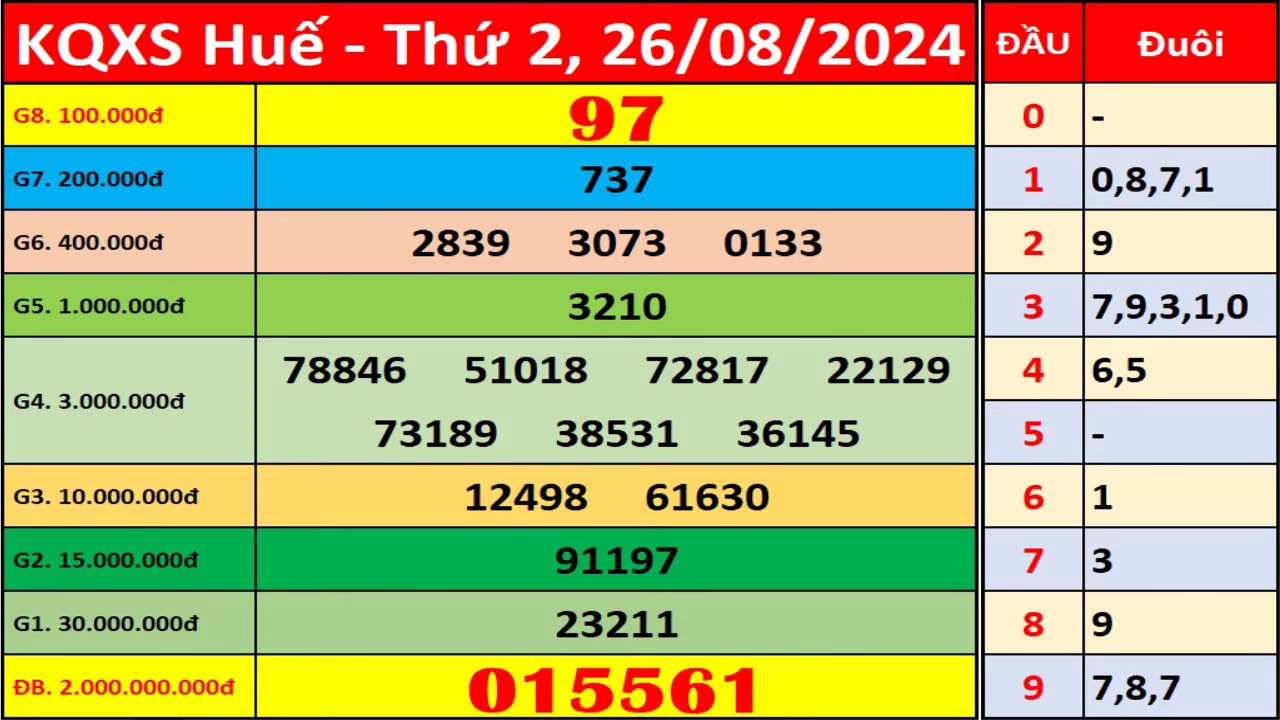 KQXS Huế - Thứ 2, 26/08/2024
G8. 100.000đ 97
G7. 200.000đ 737
G6. 400.000đ 2839 3073 0133
G5. 1.000.000đ 3210
G4. 3.000.000đ 78846 51018 72817 22129
73189 38531 36145
G3. 10.000.000đ 12498 61630
G2. 15.000.000đ 91197
G1. 30.000.000đ 23211
ĐB. 2.000.000.000đ 015561
ĐẦU Đuôi
0 -
1 0,8,7,1
2 9
3 7,9,3,1,0
4 6,5
5 -
6 1
7 3
8 9
9 7,8,7